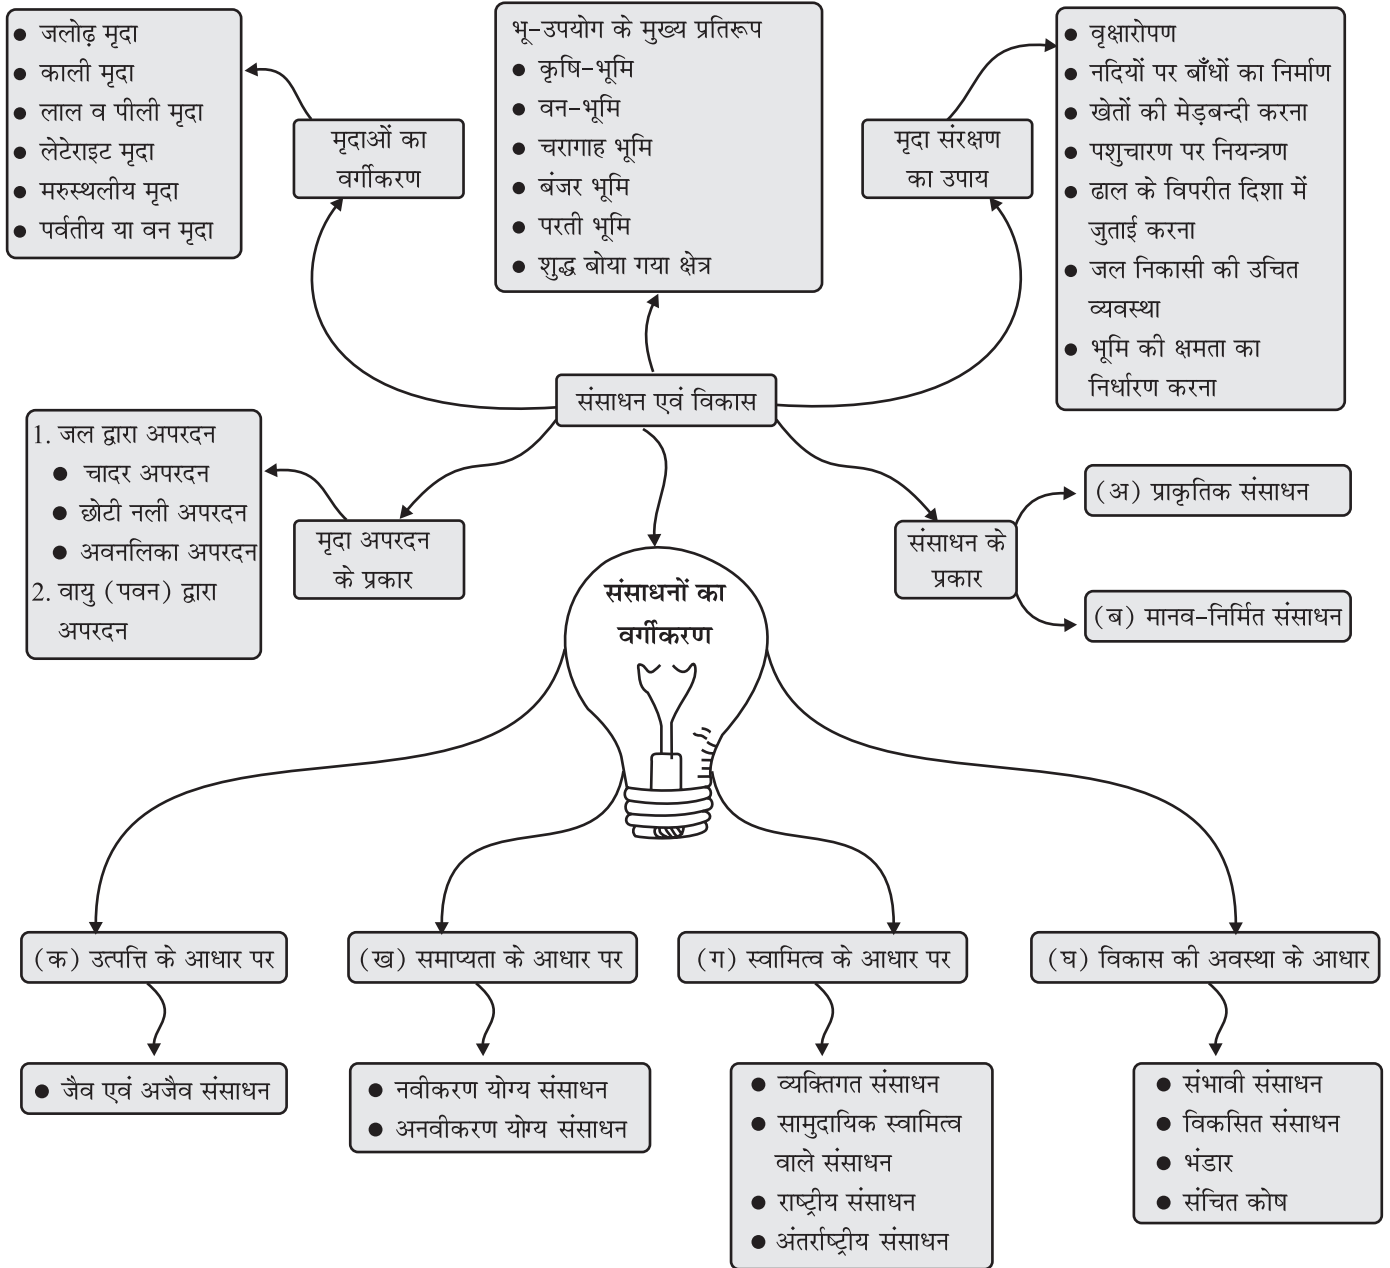 जलोढ़ मृदा
काली मृदा
लाल व पीली मृदा
लेटेराइट मृदा
मरुस्थलीय मृदा
पर्वतीय या वन मृदा
मृदाओं का
वर्गीकरण
भू-उपयोग के मुख्य प्रतिरूप
कृषि-भूमि
वन-भूमि
चरागाह भूमि
बंजर भूमि
परती भूमि
शुद्ध बोया गया क्षेत्र
मृदा संरक्षण
का उपाय
वृक्षारोपण
नदियों पर बाँधों का निर्माण
खेतों की मेड़बन्दी करना
पशुचारण पर नियन्त्रण
ढाल के विपरीत दिशा में
जुताई करना
जल निकासी की उचित
व्यवस्था
भूमि की क्षमता का
निर्धारण करना
संसाधन एवं विकास
1. जल द्वारा अपरदन
चादर अपरदन
छोटी नली अपरदन
अवनलिका अपरदन
2. वायु (पवन) द्वारा
अपरदन
मृदा अपरदन
के प्रकार
संसाधन के
प्रकार
(अ) प्राकृतिक संसाधन
(ब) मानव-निर्मित संसाधन
संसाधनों का
वर्गीकरण
(क) उत्पत्ति के आधार पर
(ख) समाप्यता के आधार पर
(ग) स्वामित्व के आधार पर
(घ) विकास की अवस्था के आधार
जैव एवं अजैव संसाधन
नवीकरण योग्य संसाधन
अनवीकरण योग्य संसाधन
व्यक्तिगत संसाधन
सामुदायिक स्वामित्व
वाले संसाधन
राष्ट्रीय संसाधन
अंतर्राष्ट्रीय संसाधन
संभावी संसाधन
विकसित संसाधन
भंडार
संचित कोष